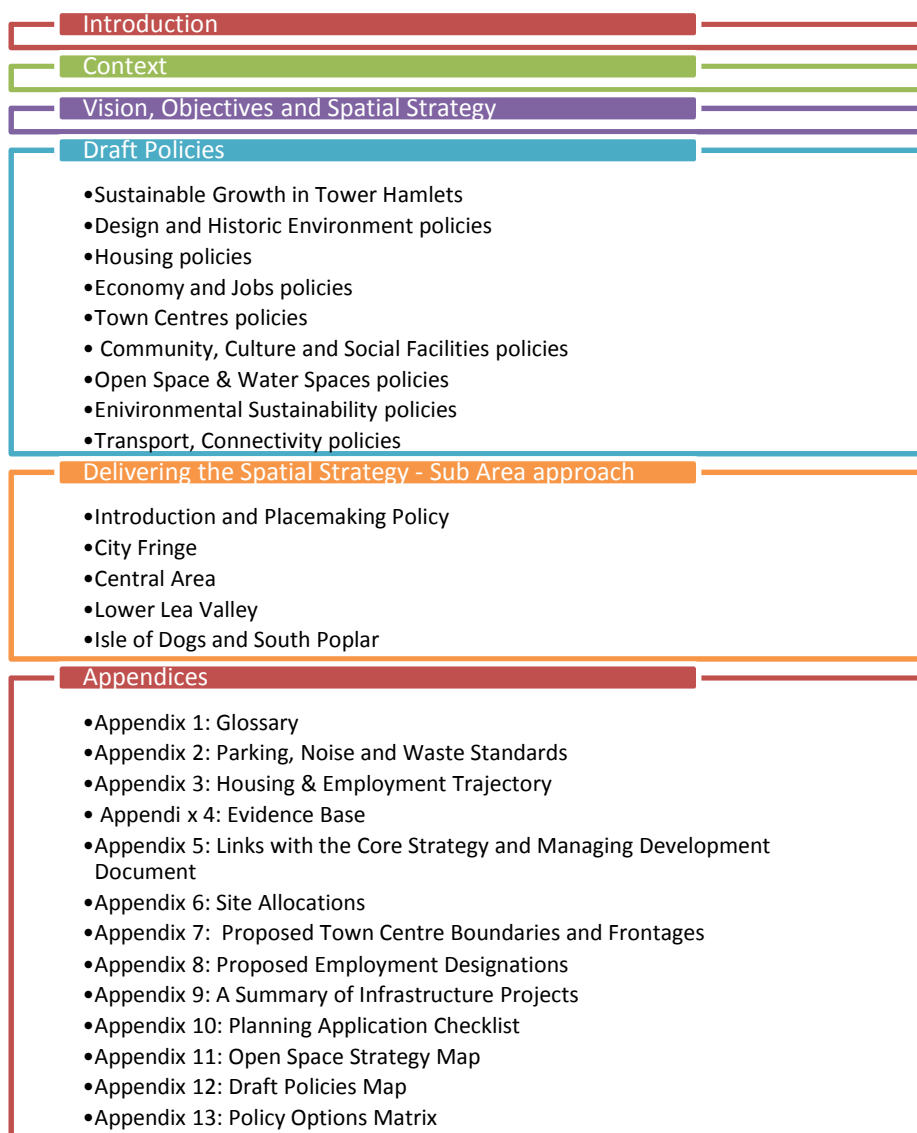 Introduction
Context
Vision, Objectives and Spatial Strategy
Draft Policies
•Sustainable Growth in Tower Hamlets
•Design and Historic Environment policies
•Housing policies
•Economy and Jobs policies
•Town Centres policies
• Community, Culture and Social Facilities policies
•Open Space & Water Spaces policies
•Enivironmental Sustainability policies
•Transport, Connectivity policies
Delivering the Spatial Strategy - Sub Area approach
•Introduction and Placemaking Policy
•City Fringe
•Central Area
•Lower Lea Valley
•Isle of Dogs and South Poplar
Appendices
•Appendix 1: Glossary
•Appendix 2: Parking, Noise and Waste Standards
•Appendix 3: Housing & Employment Trajectory
• Appendi x 4: Evidence Base
•Appendix 5: Links with the Core Strategy and Managing Development
Document
•Appendix 6: Site Allocations
•Appendix 7:  Proposed Town Centre Boundaries and Frontages
•Appendix 8: Proposed Employment Designations
•Appendix 9: A Summary of Infrastructure Projects
•Appendix 10: Planning Application Checklist
•Appendix 11: Open Space Strategy Map
•Appendix 12: Draft Policies Map
•Appendix 13: Policy Options Matrix